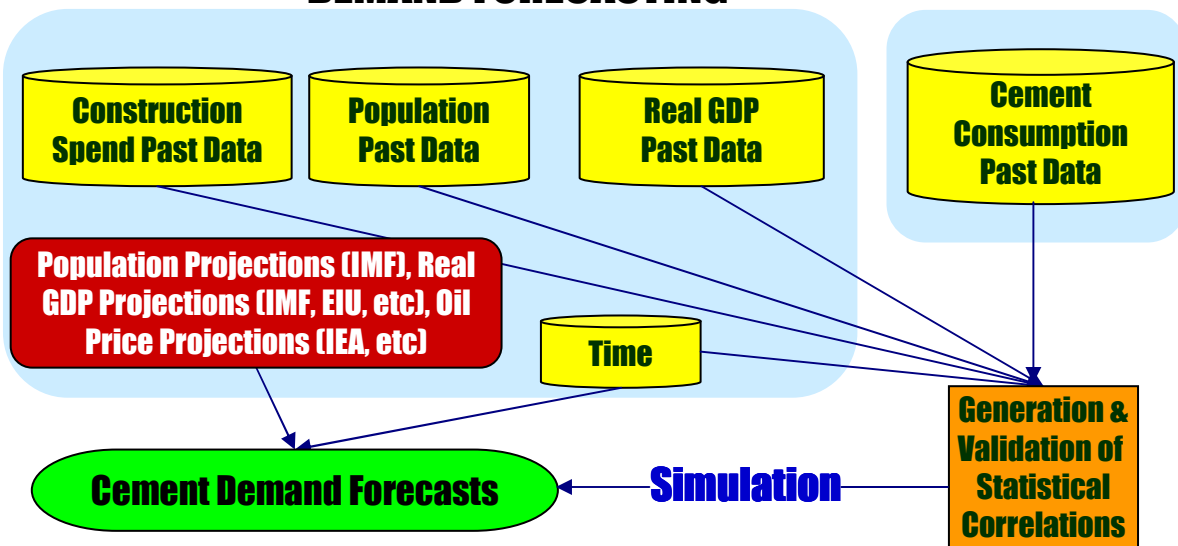 DEMAND FORECASTING
Construction
Spend Past Data
Population
Past Data
Real GDP
Past Data
Cement
Consumption
Past Data
Population Projections (IMF), Real
GDP Projections (IMF, EIU, etc), Oil
Price Projections (IEA, etc)
Time
Generation &
Validation of
Statistical
Correlations
Simulation
Cement Demand Forecasts